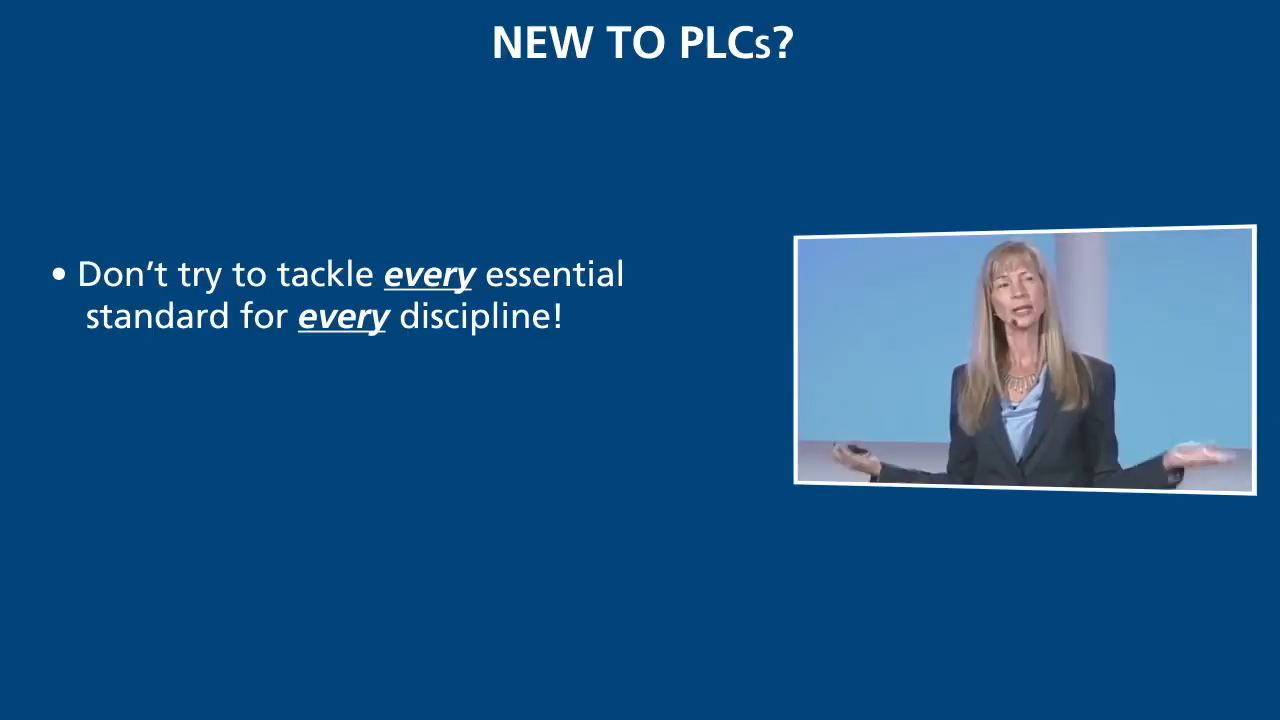 NEW TO PLCs?
• Don’t try to tackle every essential
standard for every discipline!